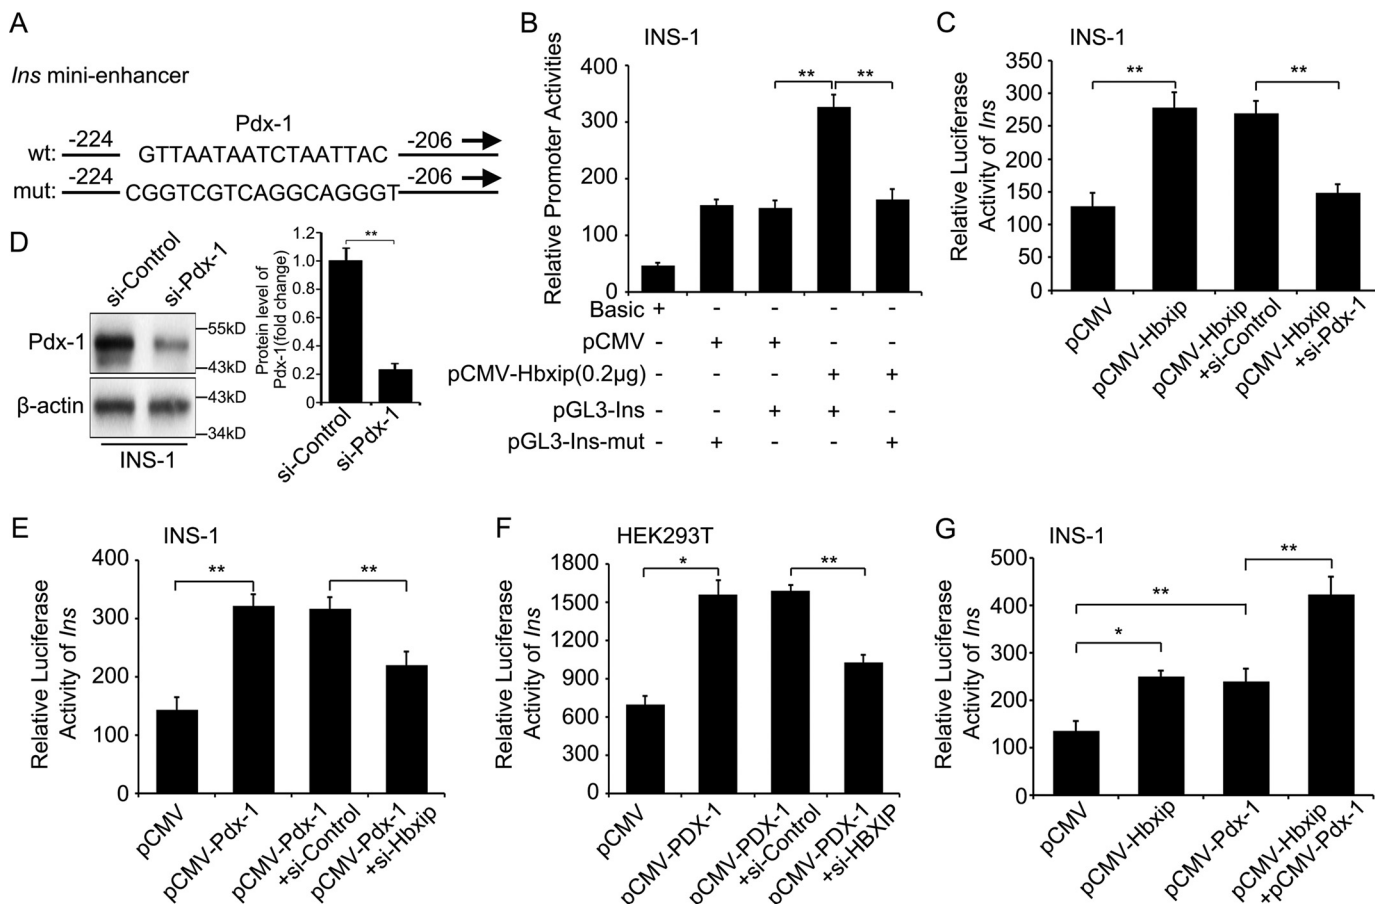 A
Ins mini-enhancer
Pdx-1
wt: -224 GTTAATAATCTAATTAC -206
mut: -224 CGGTCGTCAGGCAGGGT -206
B
INS-1
Relative Promoter Activities
400
300
200
100
0
** **
Basic + - - - -
pCMV - + + - -
pCMV-Hbxip(0.2µg) - - - + +
pGL3-Ins - - + + -
pGL3-Ins-mut - + - - +
C
INS-1
Relative Luciferase
Activity of Ins
350
300
250
200
150
100
50
0
** **
pCMV
pCMV-Hbxip
pCMV-Hbxip
+si-Control
pCMV-Hbxip
+si-Pdx-1
D
si-Control
si-Pdx-1
Pdx-1
55kD
43kD
β-actin
43kD
34kD
INS-1
Protein level of
Pdx-1(fold change)
1.2
1.0
0.8
0.6
0.4
0.2
0
**
si-Control
si-Pdx-1
E
INS-1
Relative Luciferase
Activity of Ins
400
300
200
100
0
** **
pCMV
pCMV-Pdx-1
pCMV-Pdx-1
+si-Control
pCMV-Pdx-1
+si-Hbxip
F
HEK293T
Relative Luciferase
Activity of Ins
1800
1500
1200
900
600
300
0
* **
pCMV
pCMV-PDX-1
pCMV-PDX-1
+si-Control
pCMV-PDX-1
+si-HBXIP
G
INS-1
Relative Luciferase
Activity of Ins
500
400
300
200
100
0
**
**
*
pCMV
pCMV-Hbxip
pCMV-Pdx-1
pCMV-Hbxip
+pCMV-Pdx-1